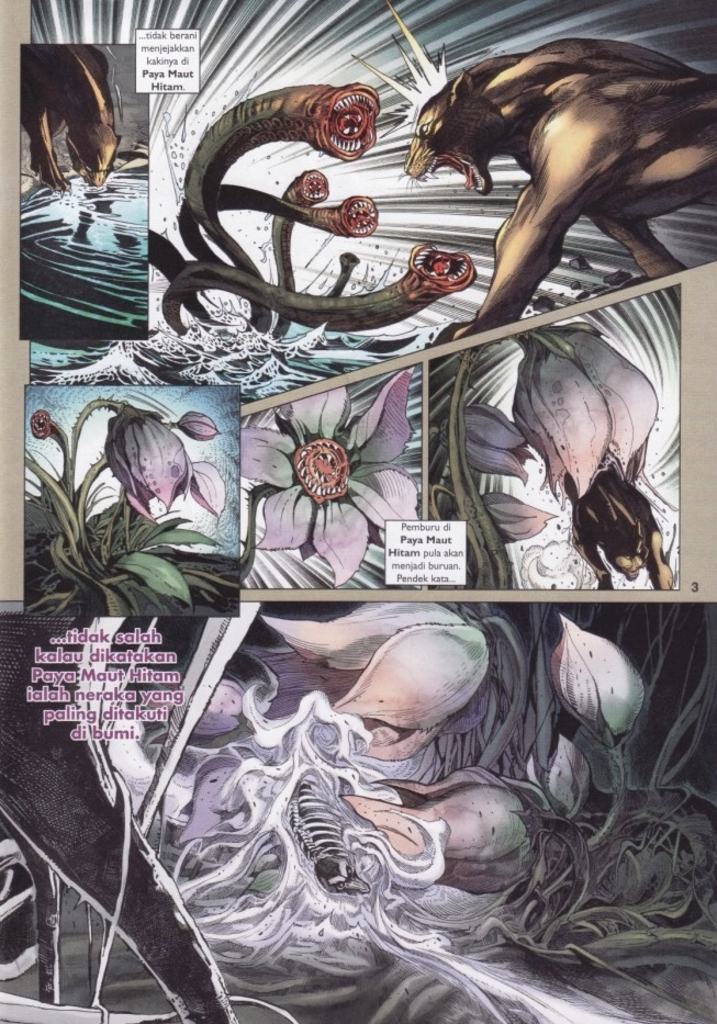 ...tidak berani
menjejakkan
kakinya di
Paya Maut
Hitam.
Pemburu di
Paya Maut
Hitam pula akan
menjadi buruan.
Pendek kata...
3
...tidak salah
kalau dikatakan
Paya Maut Hitam
ialah neraka yang
paling ditakuti
di bumi.